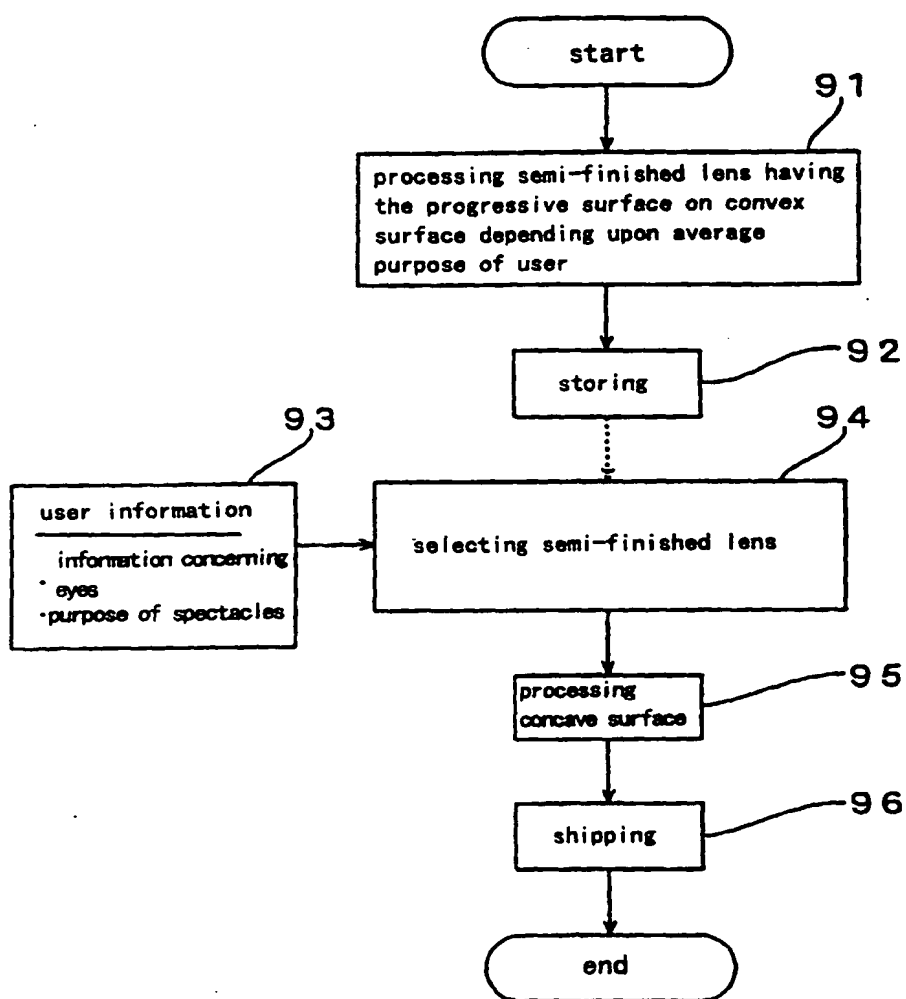 start
91
processing semi-finished lens having
the progressive surface on convex
surface depending upon average
purpose of user
92
storing
93
94
user information
information concerning
· eyes
·purpose of spectacles
selecting semi-finished lens
95
processing
concave surface
96
shipping
end